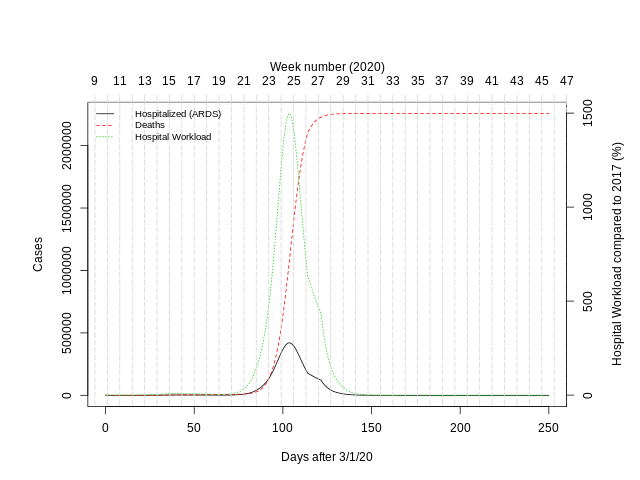 Week number (2020)
9 11 13 15 17 19 21 23 25 27 29 31 33 35 37 39 41 43 45 47
Hospitalized (ARDS)
Deaths
Hospital Workload
0 500000 1000000 1500000 2000000
Cases
0 500 1000 1500
Hospital Workload compared to 2017 (%)
0 50 100 150 200 250
Days after 3/1/20